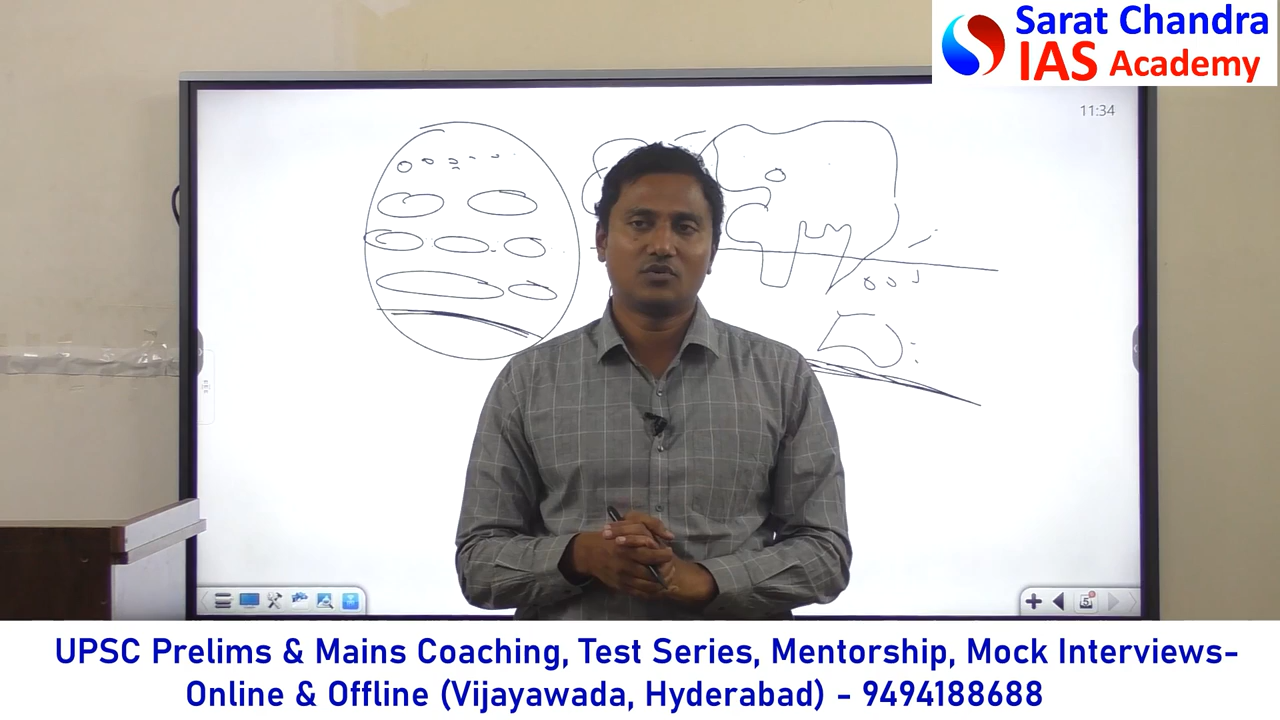 Sarat Chandra
IAS Academy
11:34
5
UPSC Prelims & Mains Coaching, Test Series, Mentorship, Mock Interviews-
Online & Offline (Vijayawada, Hyderabad) - 9494188688